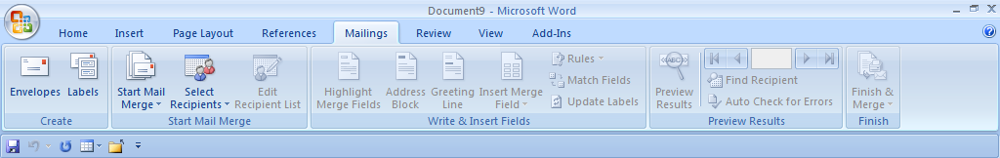 Document9 - Microsoft Word
Home Insert Page Layout References Mailings Review View Add-Ins
Envelopes
Labels
Create
Start Mail
Merge
Select
Recipients
Edit
Recipient List
Start Mail Merge
Highlight
Merge Fields
Address
Block
Greeting
Line
Insert Merge
Field
Rules
Match Fields
Update Labels
Write & Insert Fields
ABC
Preview
Results
Find Recipient
Auto Check for Errors
Preview Results
Finish &
Merge
Finish